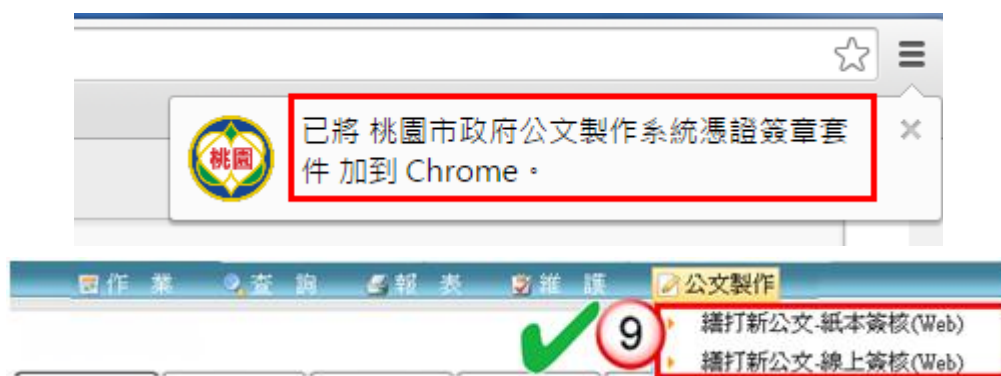 已將 桃園市政府公文製作系統憑證簽章套
件 加到 Chrome。
桃園
作 業 查 詢 報 表 維 護 公文製作
9
繕打新公文-紙本簽核(Web)
繕打新公文-線上簽核(Web)